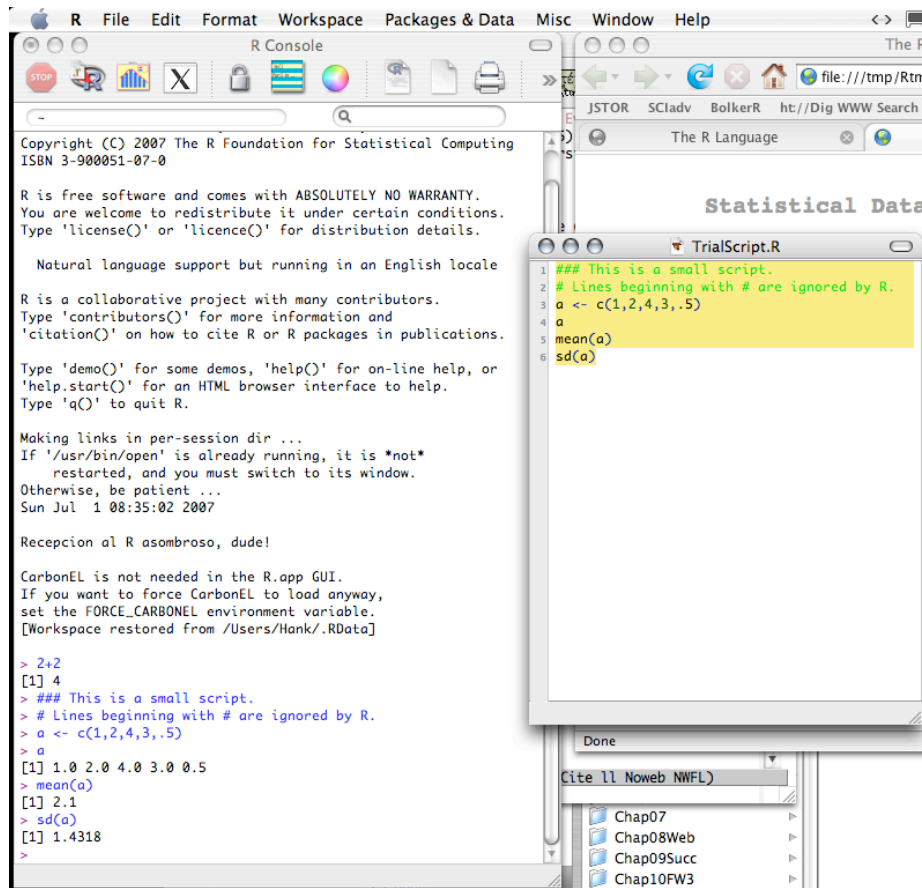 R File Edit Format Workspace Packages & Data Misc Window Help
R Console
STOP
R
X
~
Copyright (C) 2007 The R Foundation for Statistical Computing
ISBN 3-900051-07-0
R is free software and comes with ABSOLUTELY NO WARRANTY.
You are welcome to redistribute it under certain conditions.
Type 'license()' or 'licence()' for distribution details.
Natural language support but running in an English locale
R is a collaborative project with many contributors.
Type 'contributors()' for more information and
'citation()' on how to cite R or R packages in publications.
Type 'demo()' for some demos, 'help()' for on-line help, or
'help.start()' for an HTML browser interface to help.
Type 'q()' to quit R.
Making links in per-session dir ...
If '/usr/bin/open' is already running, it is *not*
restarted, and you must switch to its window.
Otherwise, be patient ...
Sun Jul 1 08:35:02 2007
Recepcion al R asombroso, dude!
CarbonEL is not needed in the R.app GUI.
If you want to force CarbonEL to load anyway,
set the FORCE_CARBONEL environment variable.
[Workspace restored from /Users/Hank/.RData]
> 2+2
[1] 4
> ### This is a small script.
> # Lines beginning with # are ignored by R.
> a <- c(1,2,4,3,.5)
> a
[1] 1.0 2.0 4.0 3.0 0.5
> mean(a)
[1] 2.1
> sd(a)
[1] 1.4318
>
The R
file:///tmp/Rtm
JSTOR SCIadv BolkerR ht://Dig WWW Search
The R Language
Statistical Data
TrialScript.R
1 ### This is a small script.
2 # Lines beginning with # are ignored by R.
3 a <- c(1,2,4,3,.5)
4 a
5 mean(a)
6 sd(a)
Done
Cite ll Noweb NWFL)
Chap07
Chap08Web
Chap09Succ
Chap10FW3